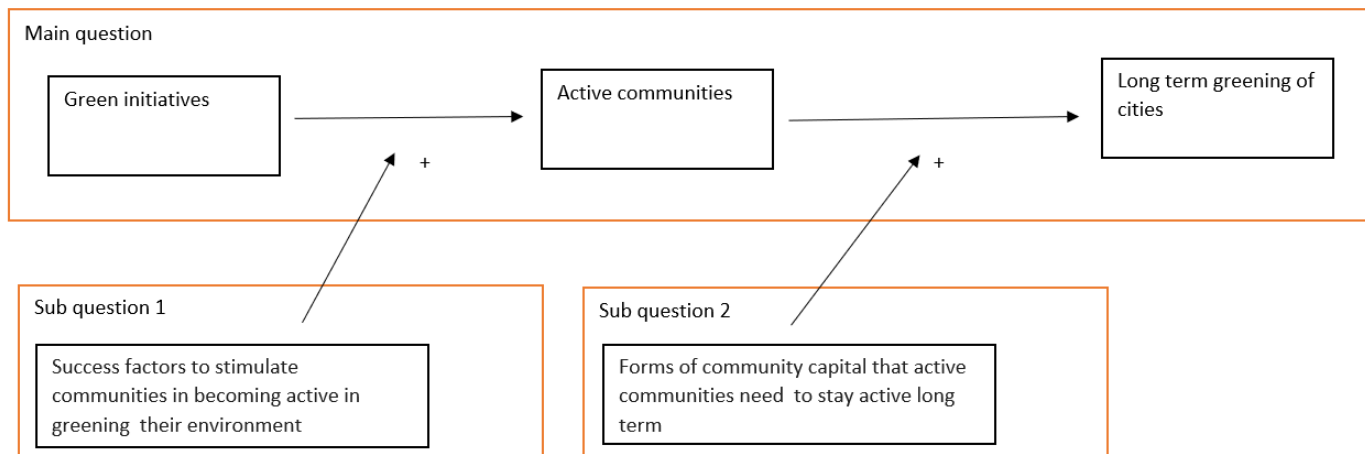 Main question
Green initiatives
Active communities
Long term greening of
cities
+
+
Sub question 1
Success factors to stimulate
communities in becoming active in
greening  their environment
Sub question 2
Forms of community capital that active
communities need  to stay active long
term